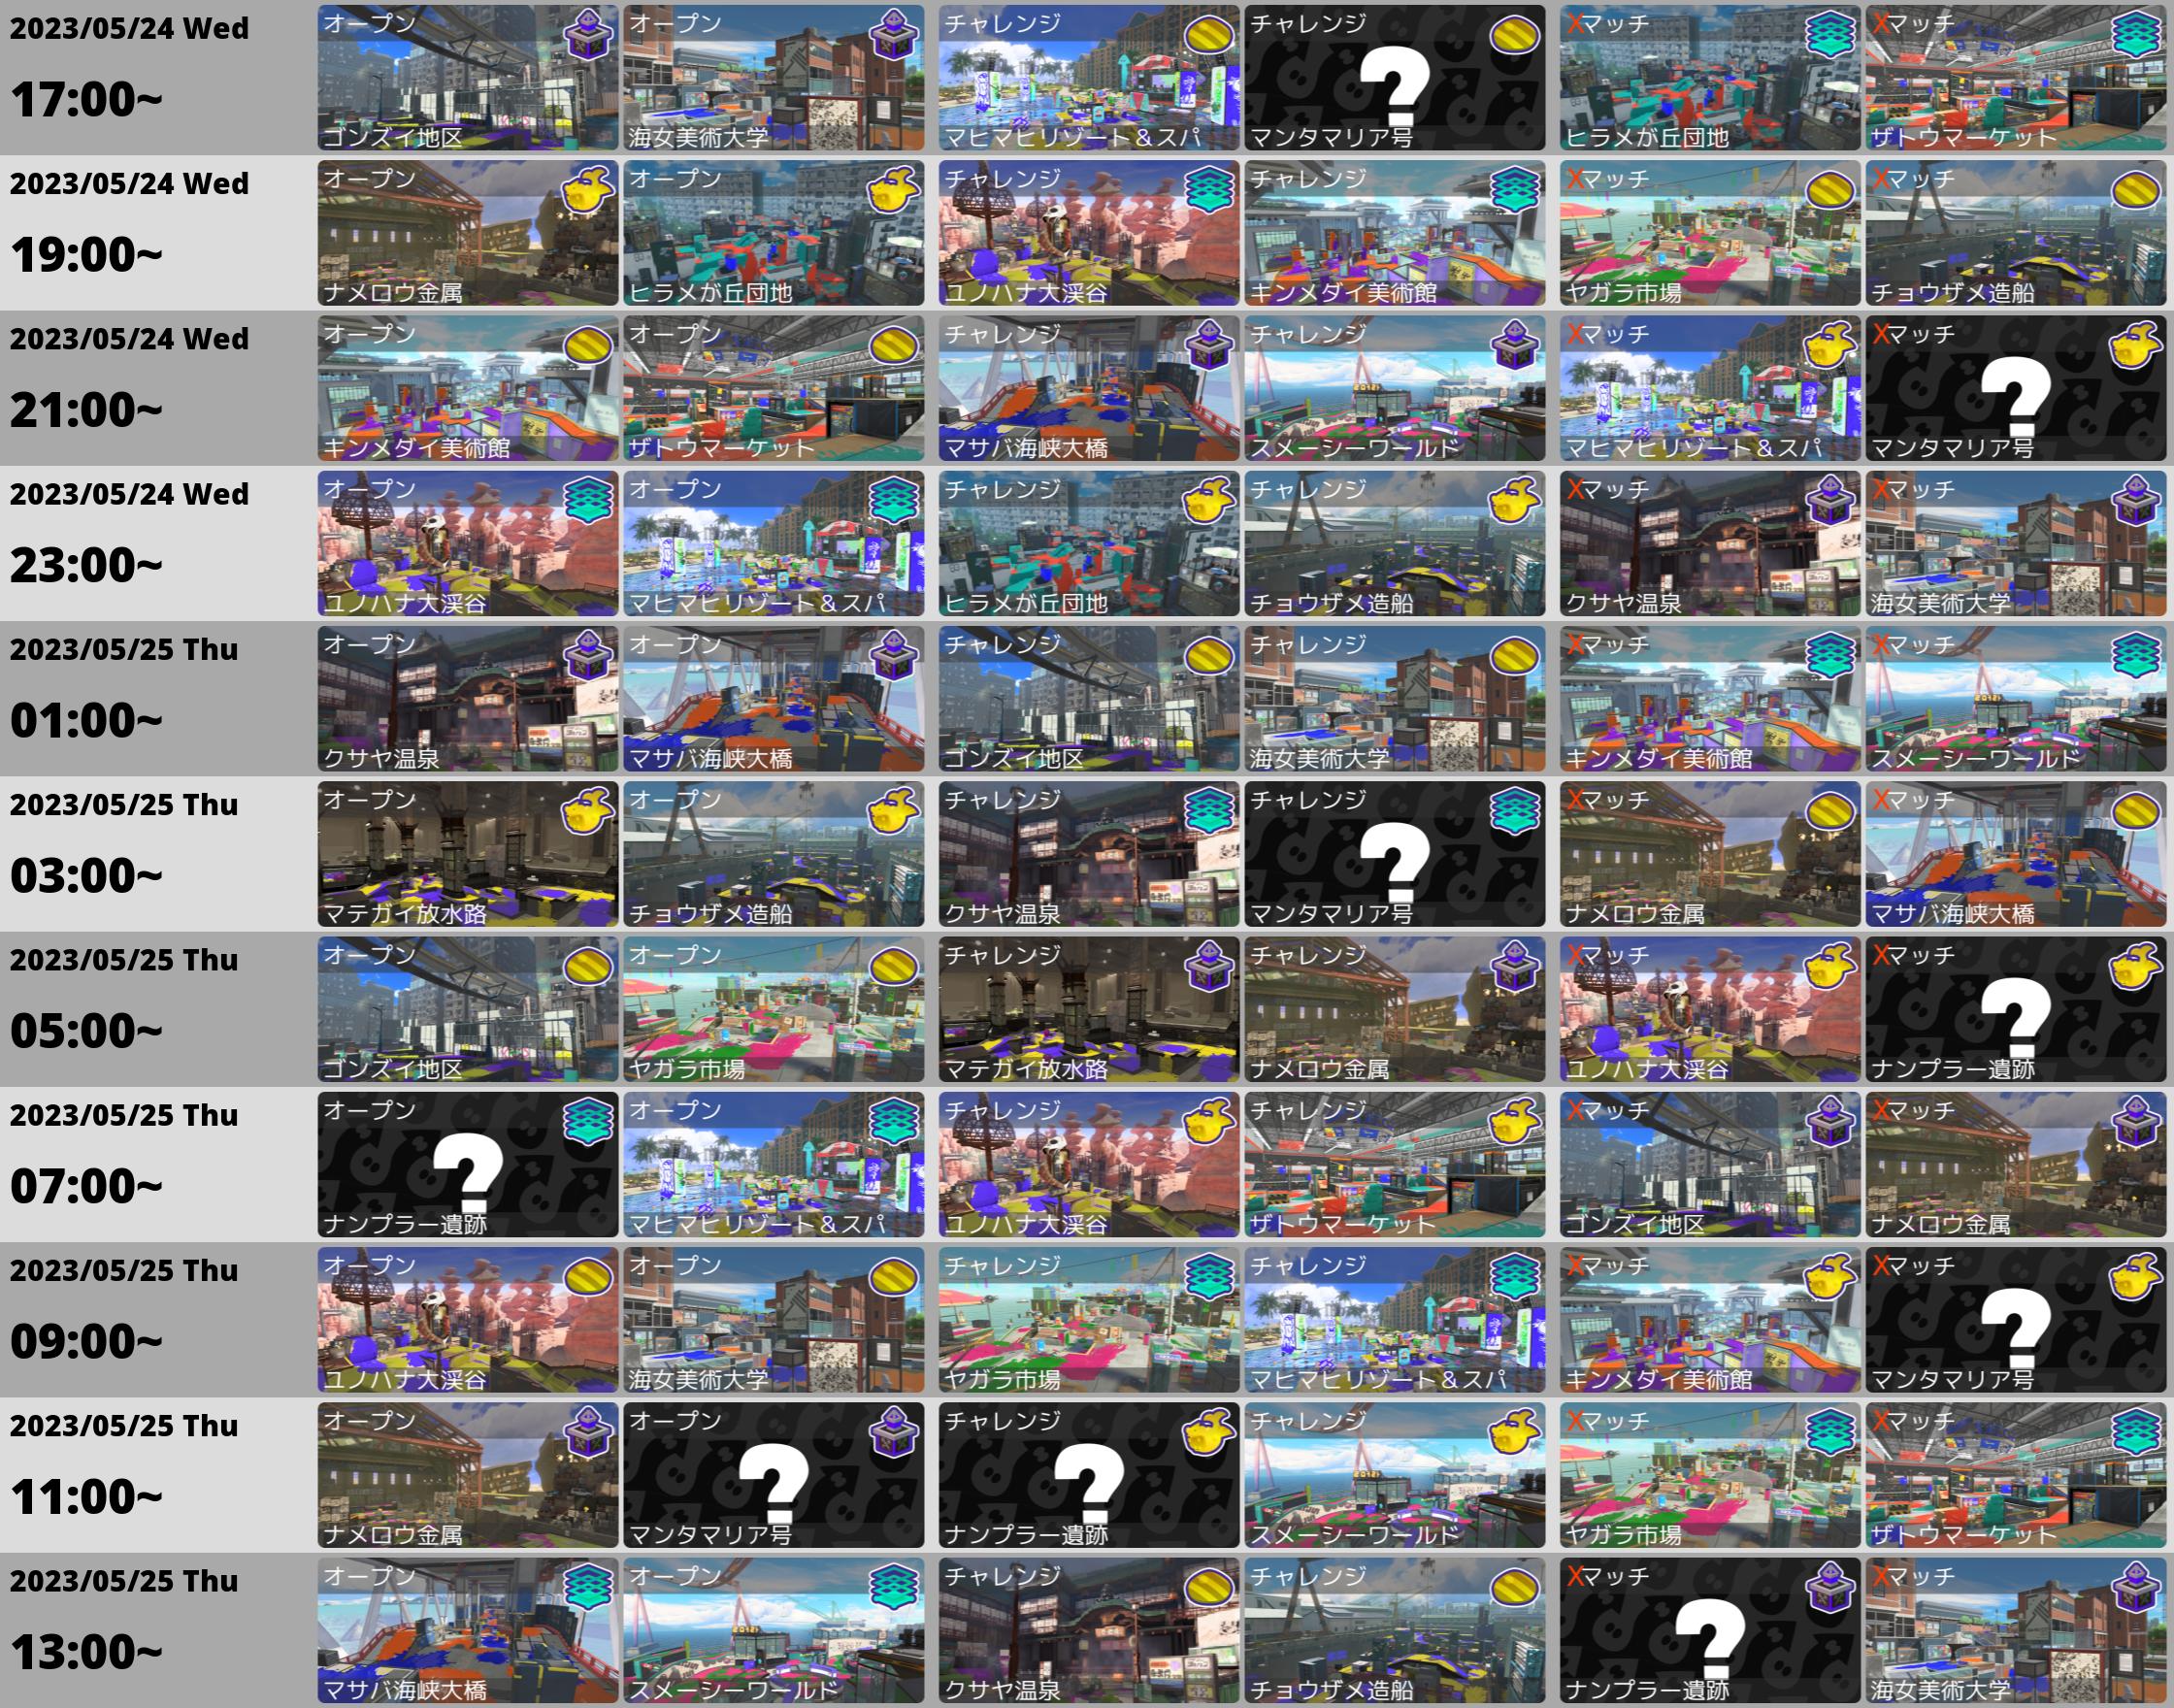 2023/05/24 Wed
17:00~
オープン オープン チャレンジ チャレンジ Xマッチ Xマッチ
ゴンズイ地区 海女美術大学 マヒマヒリゾート＆スパ マンタマリア号 ヒラメが丘団地 ザトウマーケット
2023/05/24 Wed
19:00~
オープン オープン チャレンジ チャレンジ Xマッチ Xマッチ
ナメロウ金属 ヒラメが丘団地 ユノハナ大渓谷 キンメダイ美術館 ヤガラ市場 チョウザメ造船
2023/05/24 Wed
21:00~
オープン オープン チャレンジ チャレンジ Xマッチ Xマッチ
キンメダイ美術館 ザトウマーケット マサバ海峡大橋 スメーシーワールド マヒマヒリゾート＆スパ マンタマリア号
2023/05/24 Wed
23:00~
オープン オープン チャレンジ チャレンジ Xマッチ Xマッチ
ユノハナ大渓谷 マヒマヒリゾート＆スパ ヒラメが丘団地 チョウザメ造船 クサヤ温泉 海女美術大学
2023/05/25 Thu
01:00~
オープン オープン チャレンジ チャレンジ Xマッチ Xマッチ
クサヤ温泉 マサバ海峡大橋 ゴンズイ地区 海女美術大学 キンメダイ美術館 スメーシーワールド
2023/05/25 Thu
03:00~
オープン オープン チャレンジ チャレンジ Xマッチ Xマッチ
マテガイ放水路 チョウザメ造船 クサヤ温泉 マンタマリア号 ナメロウ金属 マサバ海峡大橋
2023/05/25 Thu
05:00~
オープン オープン チャレンジ チャレンジ Xマッチ Xマッチ
ゴンズイ地区 ヤガラ市場 マテガイ放水路 ナメロウ金属 ユノハナ大渓谷 ナンプラー遺跡
2023/05/25 Thu
07:00~
オープン オープン チャレンジ チャレンジ Xマッチ Xマッチ
ナンプラー遺跡 マヒマヒリゾート＆スパ ユノハナ大渓谷 ザトウマーケット ゴンズイ地区 ナメロウ金属
2023/05/25 Thu
09:00~
オープン オープン チャレンジ チャレンジ Xマッチ Xマッチ
ユノハナ大渓谷 海女美術大学 ヤガラ市場 マヒマヒリゾート＆スパ キンメダイ美術館 マンタマリア号
2023/05/25 Thu
11:00~
オープン オープン チャレンジ チャレンジ Xマッチ Xマッチ
ナメロウ金属 マンタマリア号 ナンプラー遺跡 スメーシーワールド ヤガラ市場 ザトウマーケット
2023/05/25 Thu
13:00~
オープン オープン チャレンジ チャレンジ Xマッチ Xマッチ
マサバ海峡大橋 スメーシーワールド クサヤ温泉 チョウザメ造船 ナンプラー遺跡 海女美術大学